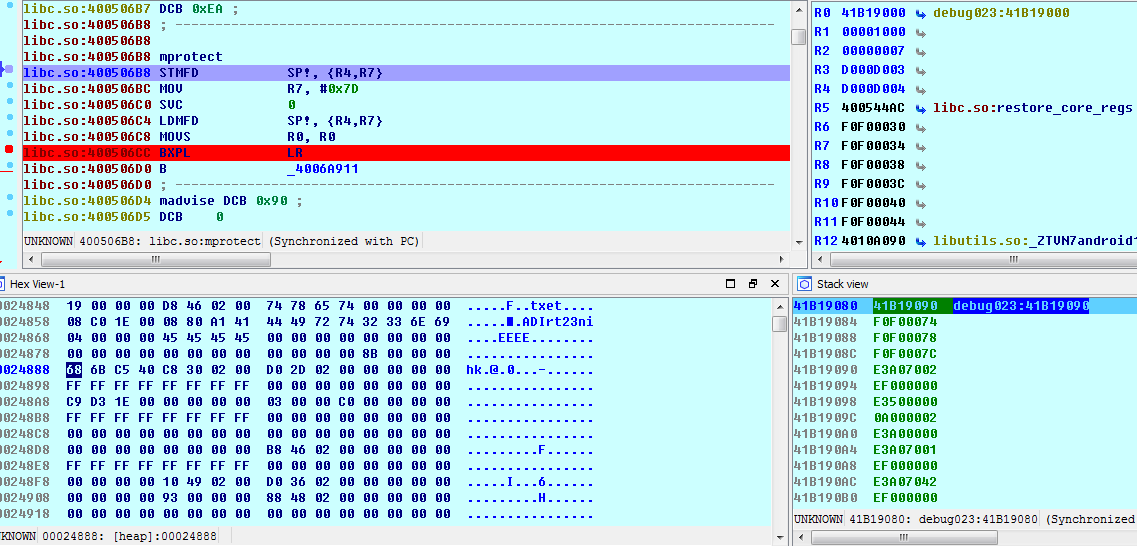 libc.so:400506B7 DCB 0xEA ;
libc.so:400506B8 ; ---------------------------------------------------------------------------
libc.so:400506B8
libc.so:400506B8 mprotect
libc.so:400506B8 STMFD SP!, {R4,R7}
libc.so:400506BC MOV R7, #0x7D
libc.so:400506C0 SVC 0
libc.so:400506C4 LDMFD SP!, {R4,R7}
libc.so:400506C8 MOVS R0, R0
libc.so:400506CC BXPL LR
libc.so:400506D0 B _4006A911
libc.so:400506D0 ; ---------------------------------------------------------------------------
libc.so:400506D4 madvise DCB 0x90 ;
libc.so:400506D5 DCB 0
UNKNOWN 400506B8: libc.so:mprotect (Synchronized with PC)
R0 41B19000 debug023:41B19000
R1 00001000
R2 00000007
R3 D000D003
R4 D000D004
R5 400544AC libc.so:restore_core_regs
R6 F0F00030
R7 F0F00034
R8 F0F00038
R9 F0F0003C
R10 F0F00040
R11 F0F00044
R12 4010A090 libutils.so:_ZTVN7android1
Hex View-1
0024848 19 00 00 00 D8 46 02 00 74 78 65 74 00 00 00 00 .....F..txet....
0024858 08 C0 1E 00 08 80 A1 41 44 49 72 74 32 33 6E 69 .......ADIrt23ni
0024868 04 00 00 00 45 45 45 45 00 00 00 00 00 00 00 00 ....EEEE........
0024878 00 00 00 00 00 00 00 00 00 00 00 00 8B 00 00 00 ................
0024888 68 6B C5 40 C8 30 02 00 D0 2D 02 00 00 00 00 00 hk.@.0...-......
0024898 FF FF FF FF FF FF FF FF 00 00 00 00 00 00 00 00 ................
00248A8 C9 D3 1E 00 00 00 00 00 03 00 00 C0 00 00 00 00 ................
00248B8 FF FF FF FF FF FF FF FF 00 00 00 00 00 00 00 00 ................
00248C8 00 00 00 00 00 00 00 00 00 00 00 00 00 00 00 00 ................
00248D8 00 00 00 00 00 00 00 00 B8 46 02 00 00 00 00 00 .........F......
00248E8 FF FF FF FF FF FF FF FF 00 00 00 00 00 00 00 00 ................
00248F8 00 00 00 00 10 49 02 00 D0 36 02 00 00 00 00 00 .....I...6......
0024908 00 00 00 00 93 00 00 00 88 48 02 00 00 00 00 00 .........H......
0024918 00 00 00 00 00 00 00 00 00 00 00 00 00 00 00 00 ................
UNKNOWN 00024888: [heap]:00024888
Stack view
41B19080 41B19090 debug023:41B19090
41B19084 F0F00074
41B19088 F0F00078
41B1908C F0F0007C
41B19090 E3A07002
41B19094 EF000000
41B19098 E3500000
41B1909C 0A000002
41B190A0 E3A00000
41B190A4 E3A07001
41B190A8 EF000000
41B190AC E3A07042
41B190B0 EF000000
UNKNOWN 41B19080: debug023:41B19080 (Synchronized